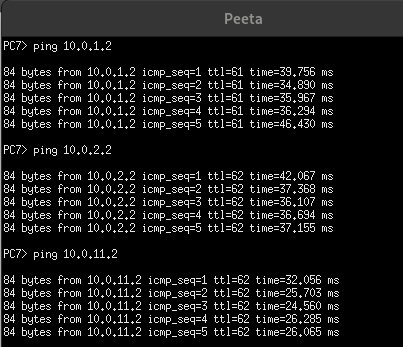 Peeta
PC7> ping 10.0.1.2
84 bytes from 10.0.1.2 icmp_seq=1 ttl=61 time=39.756 ms
84 bytes from 10.0.1.2 icmp_seq=2 ttl=61 time=34.890 ms
84 bytes from 10.0.1.2 icmp_seq=3 ttl=61 time=35.967 ms
84 bytes from 10.0.1.2 icmp_seq=4 ttl=61 time=36.294 ms
84 bytes from 10.0.1.2 icmp_seq=5 ttl=61 time=46.430 ms
PC7> ping 10.0.2.2
84 bytes from 10.0.2.2 icmp_seq=1 ttl=62 time=42.067 ms
84 bytes from 10.0.2.2 icmp_seq=2 ttl=62 time=37.368 ms
84 bytes from 10.0.2.2 icmp_seq=3 ttl=62 time=36.107 ms
84 bytes from 10.0.2.2 icmp_seq=4 ttl=62 time=36.694 ms
84 bytes from 10.0.2.2 icmp_seq=5 ttl=62 time=37.155 ms
PC7> ping 10.0.11.2
84 bytes from 10.0.11.2 icmp_seq=1 ttl=62 time=32.056 ms
84 bytes from 10.0.11.2 icmp_seq=2 ttl=62 time=25.703 ms
84 bytes from 10.0.11.2 icmp_seq=3 ttl=62 time=24.560 ms
84 bytes from 10.0.11.2 icmp_seq=4 ttl=62 time=26.285 ms
84 bytes from 10.0.11.2 icmp_seq=5 ttl=62 time=26.065 ms